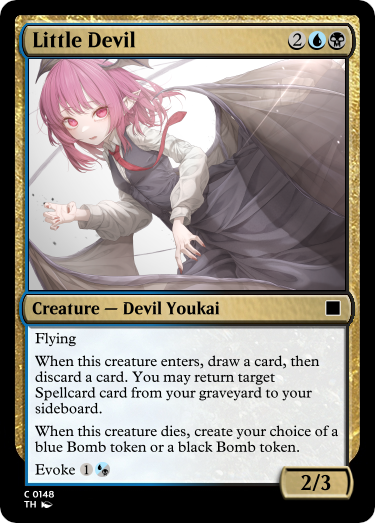 Little Devil 2
Creature — Devil Youkai
Flying
When this creature enters, draw a card, then
discard a card. You may return target
Spellcard card from your graveyard to your
sideboard.
When this creature dies, create your choice of a
blue Bomb token or a black Bomb token.
Evoke 1
2/3
C 0148
TH